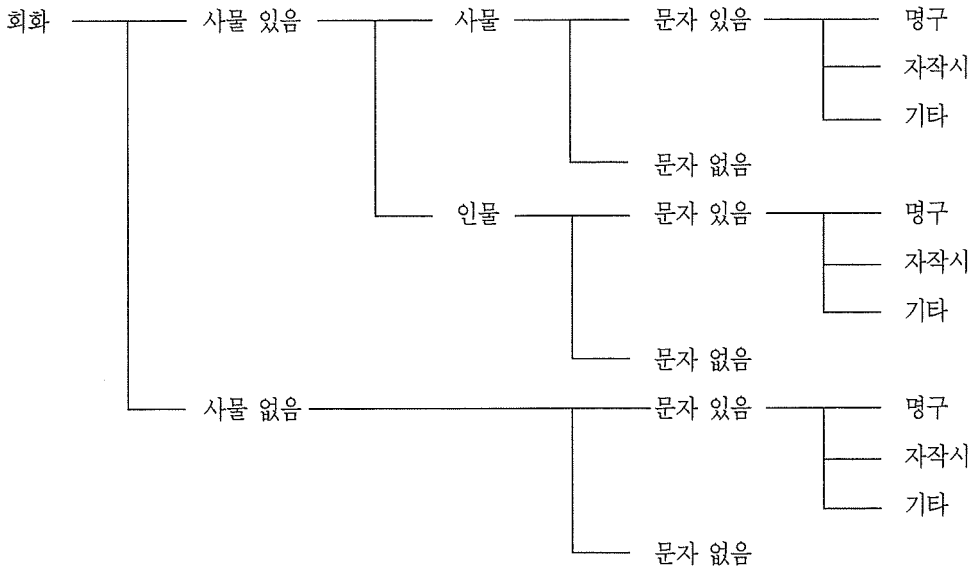 회화 사물 있음 사물 문자 있음 명구
자작시
기타
문자 없음
인물 문자 있음 명구
자작시
기타
문자 없음
사물 없음 문자 있음 명구
자작시
기타
문자 없음